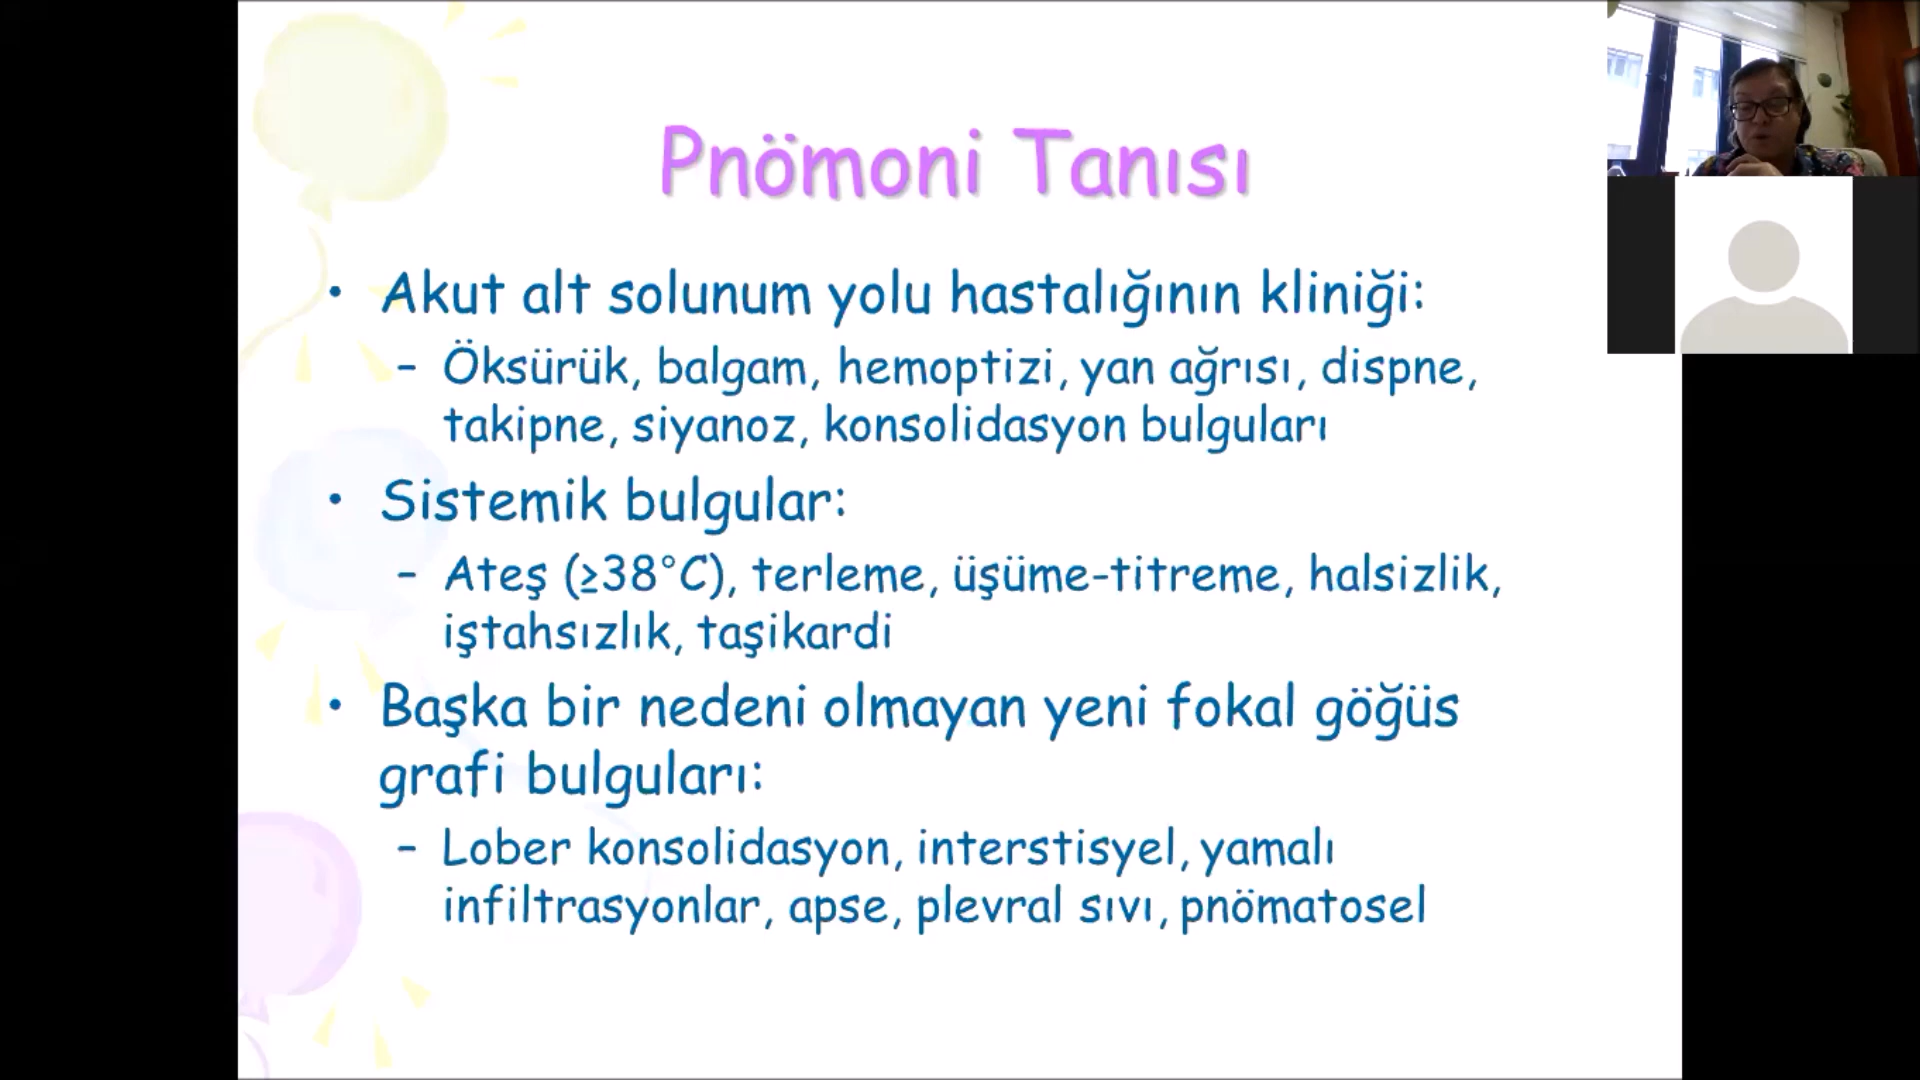 Pnömoni Tanısı
• Akut alt solunum yolu hastalığının kliniği:
– Öksürük, balgam, hemoptizi, yan ağrısı, dispne,
takipne, siyanoz, konsolidasyon bulguları
• Sistemik bulgular:
– Ateş (≥38°C), terleme, üşüme-titreme, halsizlik,
iştahsızlık, taşikardi
• Başka bir nedeni olmayan yeni fokal göğüs
grafi bulguları:
– Lober konsolidasyon, interstisyel, yamalı
infiltrasyonlar, apse, plevral sıvı, pnömatosel